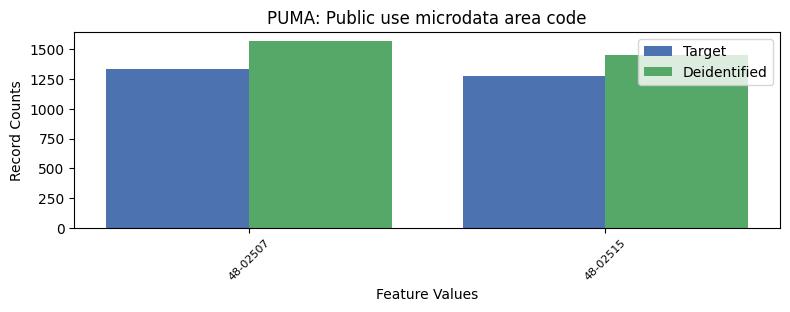 PUMA: Public use microdata area code
Record Counts
1500
1250
1000
750
500
250
0
Target
Deidentified
48-02507
48-02515
Feature Values